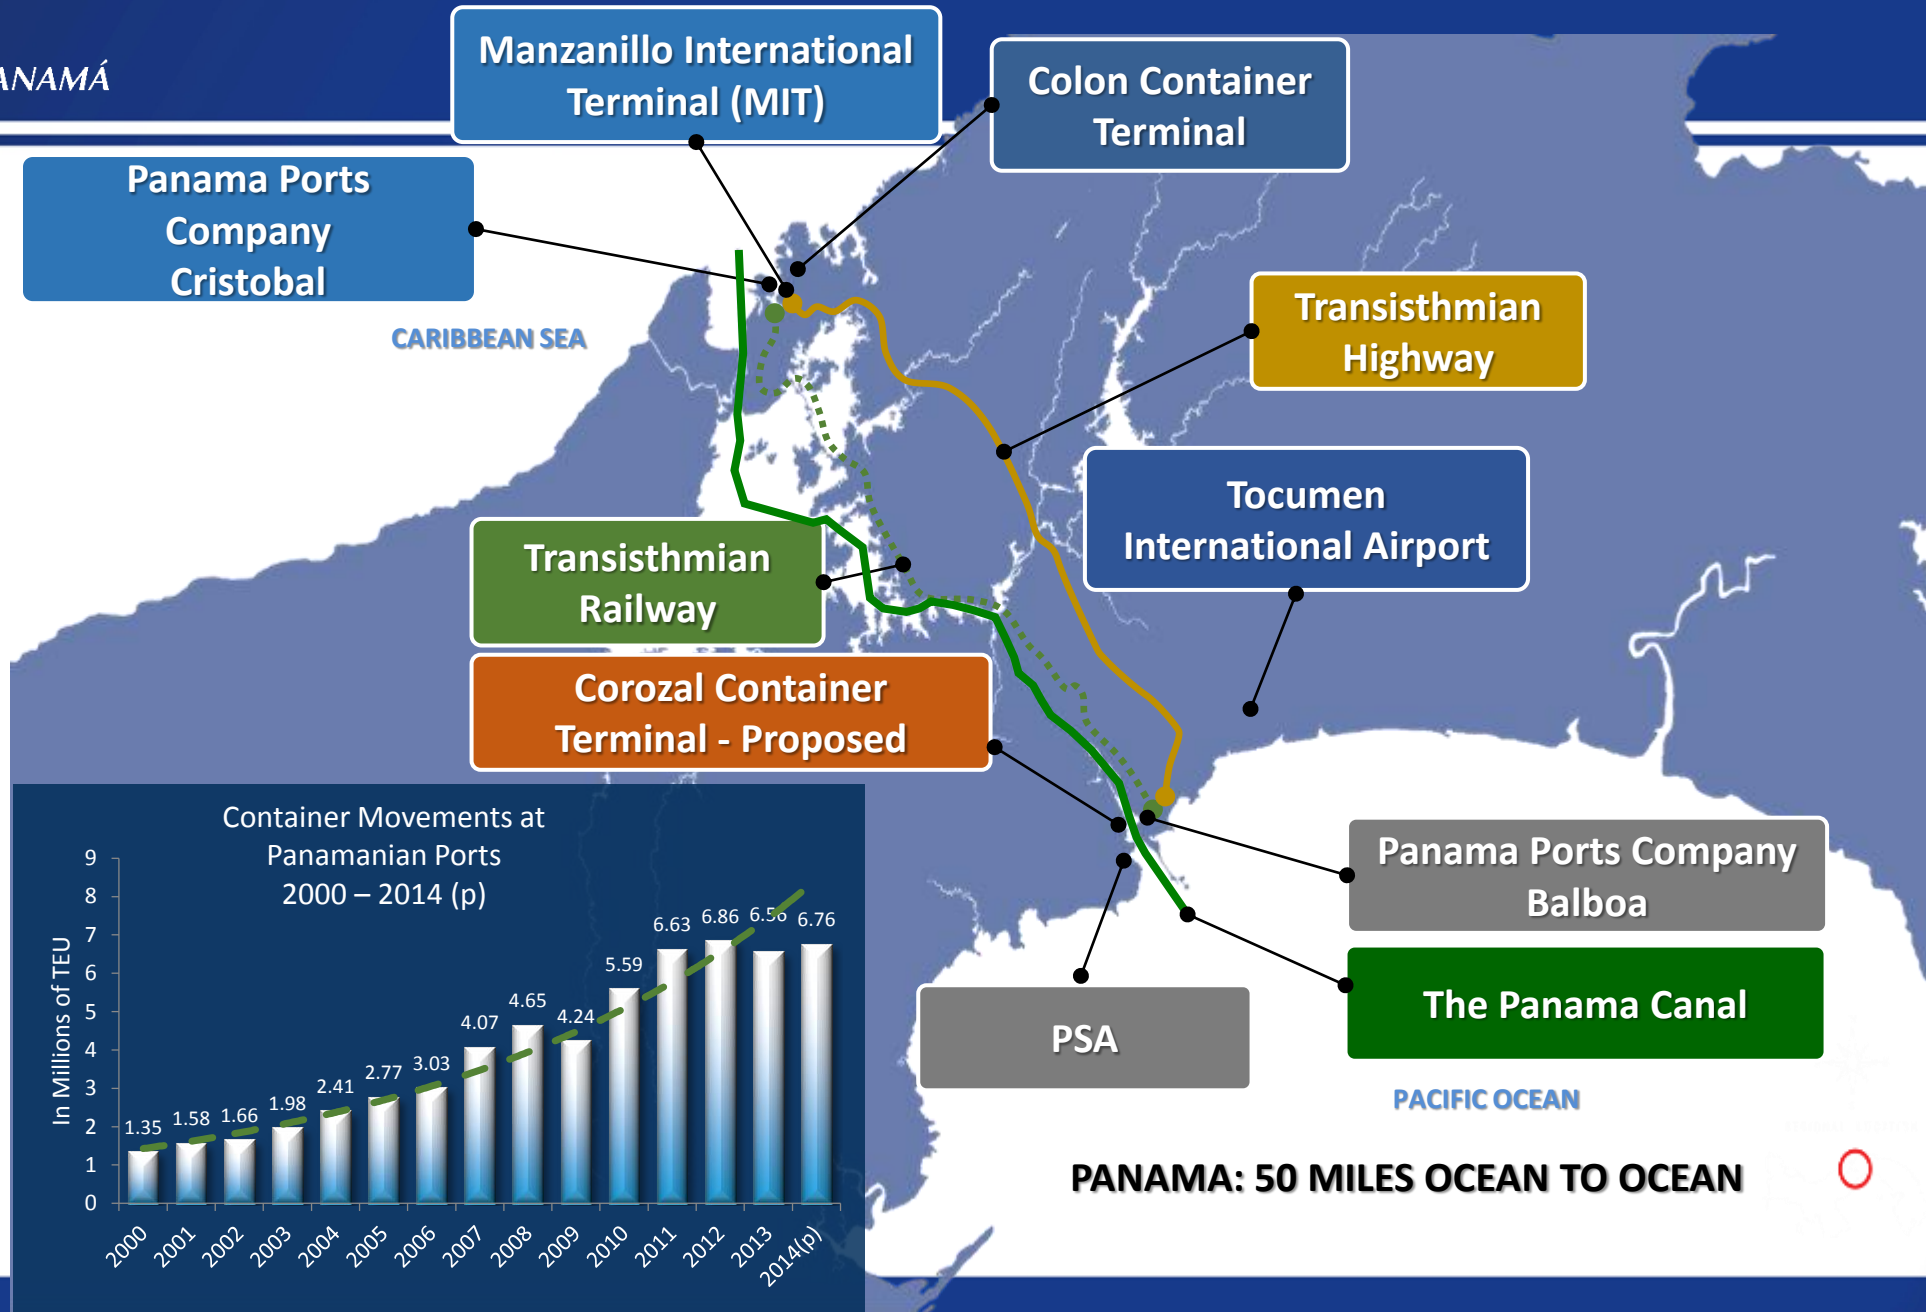 ANAMÁ
Manzanillo International
Terminal (MIT)
Colon Container
Terminal
Panama Ports
Company
Cristobal
CARIBBEAN SEA
Transisthmian
Highway
Tocumen
International Airport
Transisthmian
Railway
Corozal Container
Terminal - Proposed
Panama Ports Company
Balboa
The Panama Canal
PSA
PACIFIC OCEAN
PANAMA: 50 MILES OCEAN TO OCEAN
Container Movements at
Panamanian Ports
2000 – 2014 (p)
In Millions of TEU
9
8
7
6
5
4
3
2
1
0
1.35
1.58
1.66
1.98
2.41
2.77
3.03
4.07
4.65
4.24
5.59
6.63
6.86
6.56
6.76
2000
2001
2002
2003
2004
2005
2006
2007
2008
2009
2010
2011
2012
2013
2014(p)